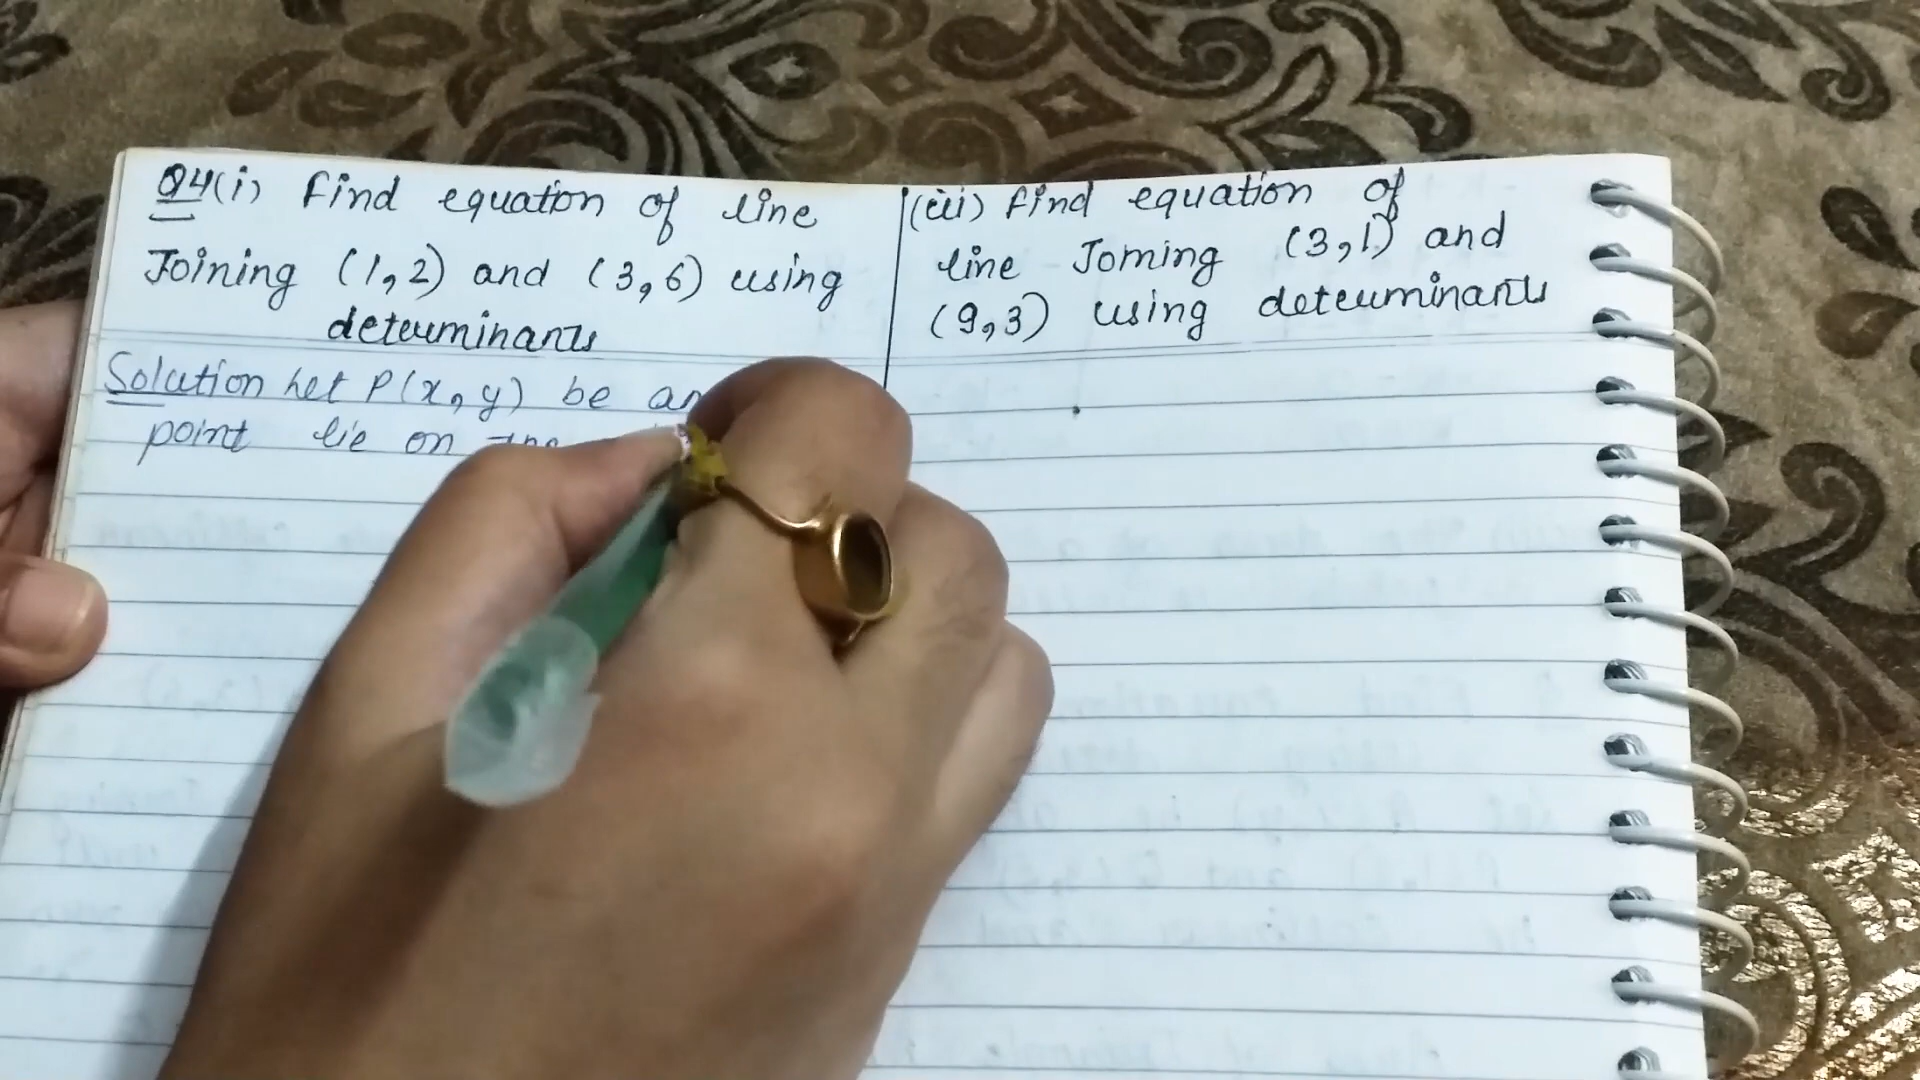 Q4(i) Find equation of line
Joining (1,2) and (3,6) using
determinants
Solution Let P(x,y) be
point lie on the
(ii) Find equation of
line Joining (3,1) and
(9,3) using determinants